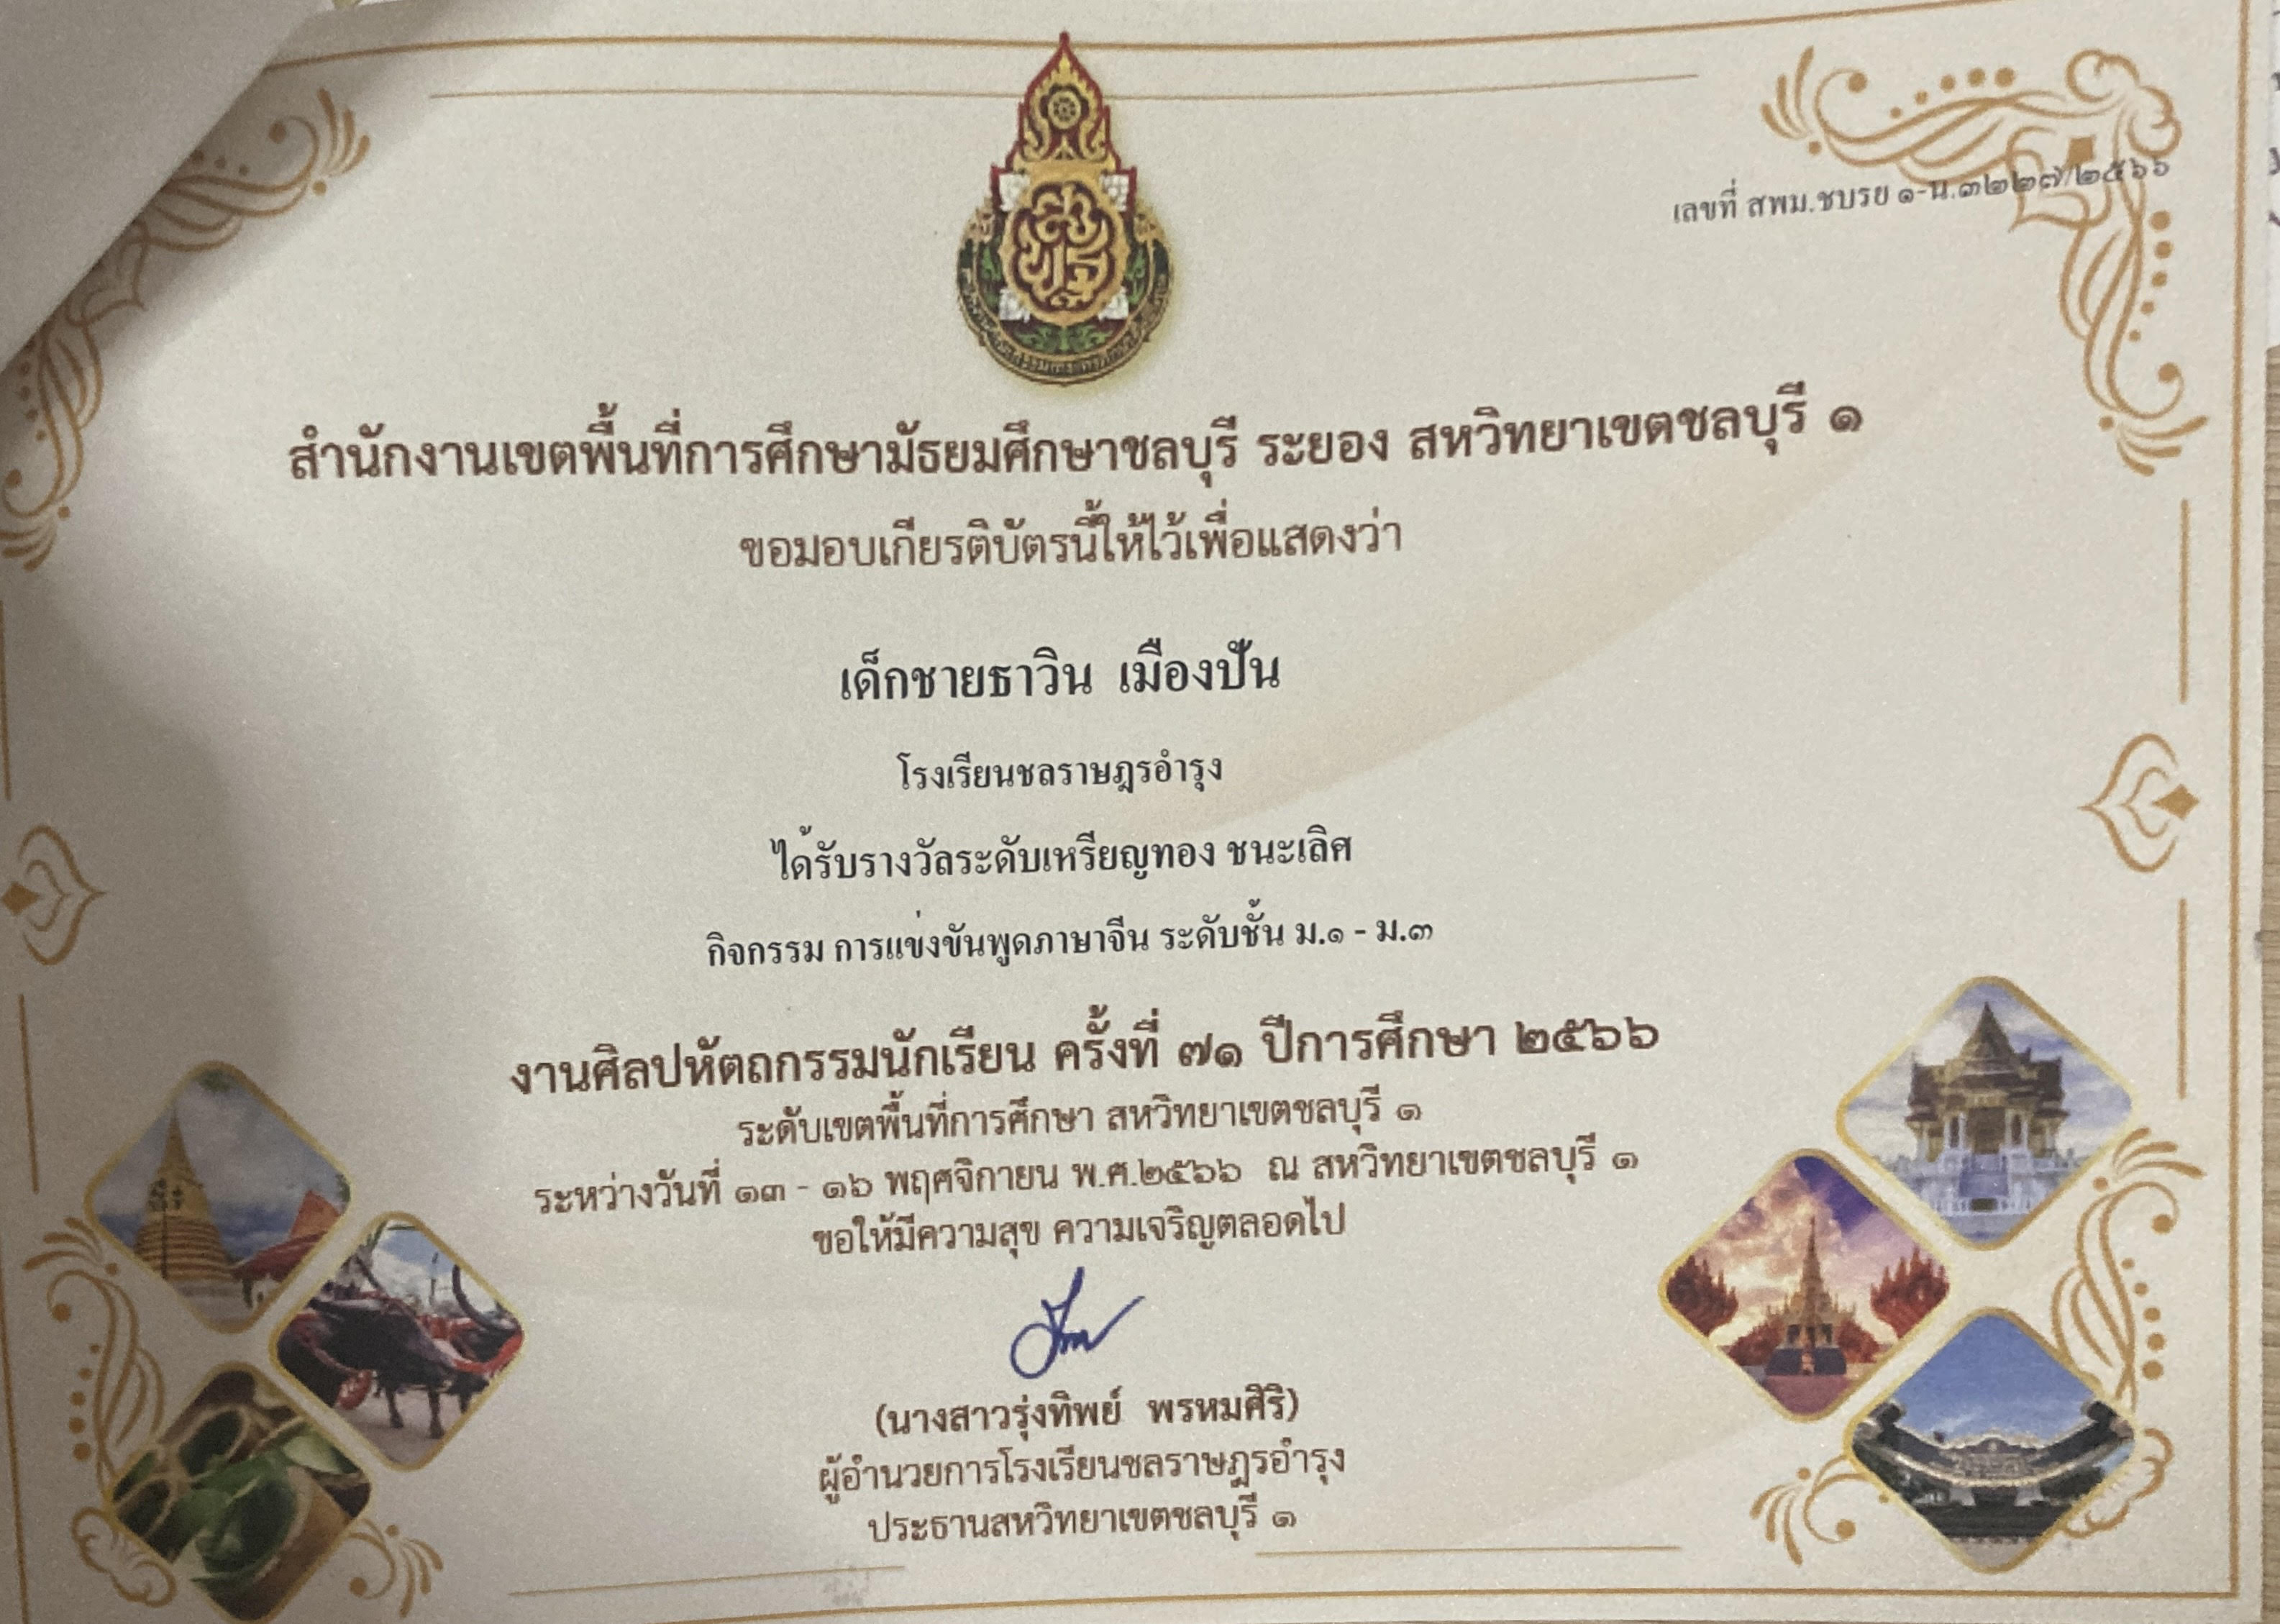 เลขที่ สพม.ชบรย ๑-น.๓๒๒๗/๒๕๖๖
สำนักงานเขตพื้นที่การศึกษามัธยมศึกษาชลบุรี ระยอง สหวิทยาเขตชลบุรี ๑
ขอมอบเกียรติบัตรนี้ให้ไว้เพื่อแสดงว่า
เด็กชายธาวิน เมืองปัน
โรงเรียนชลราษฎรอำรุง
ได้รับรางวัลระดับเหรียญทอง ชนะเลิศ
กิจกรรม การแข่งขันพูดภาษาจีน ระดับชั้น ม.๑ - ม.๓
งานศิลปหัตถกรรมนักเรียน ครั้งที่ ๗๑ ปีการศึกษา ๒๕๖๖
ระดับเขตพื้นที่การศึกษา สหวิทยาเขตชลบุรี ๑
ระหว่างวันที่ ๑๓ - ๑๖ พฤศจิกายน พ.ศ.๒๕๖๖ ณ สหวิทยาเขตชลบุรี ๑
ขอให้มีความสุข ความเจริญตลอดไป
(นางสาวรุ่งทิพย์ พรหมศิริ)
ผู้อำนวยการโรงเรียนชลราษฎรอำรุง
ประธานสหวิทยาเขตชลบุรี ๑